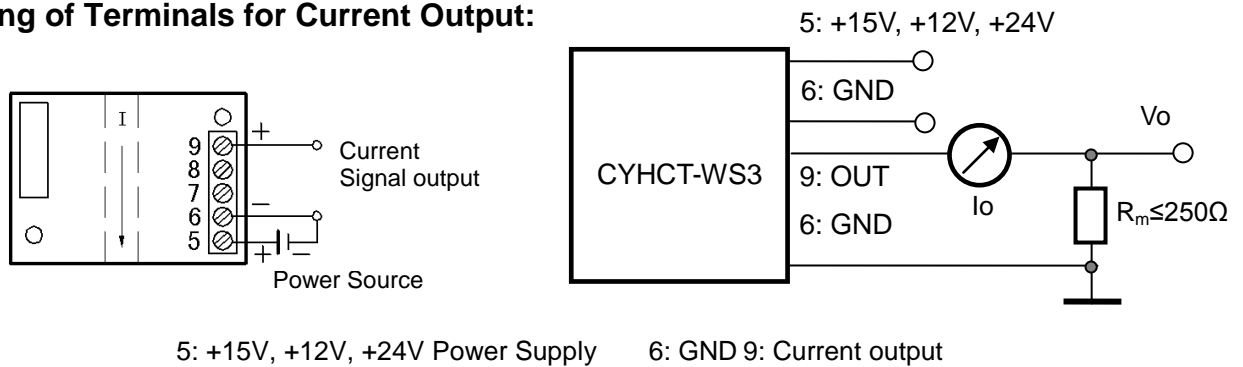 ng of Terminals for Current Output:
I
+
9
8
7
6
5
−
+
−
Current
Signal output
Power Source
5: +15V, +12V, +24V
6: GND
CYHCT-WS3
9: OUT
6: GND
Io
Vo
Rm≤250Ω
5: +15V, +12V, +24V Power Supply 6: GND 9: Current output